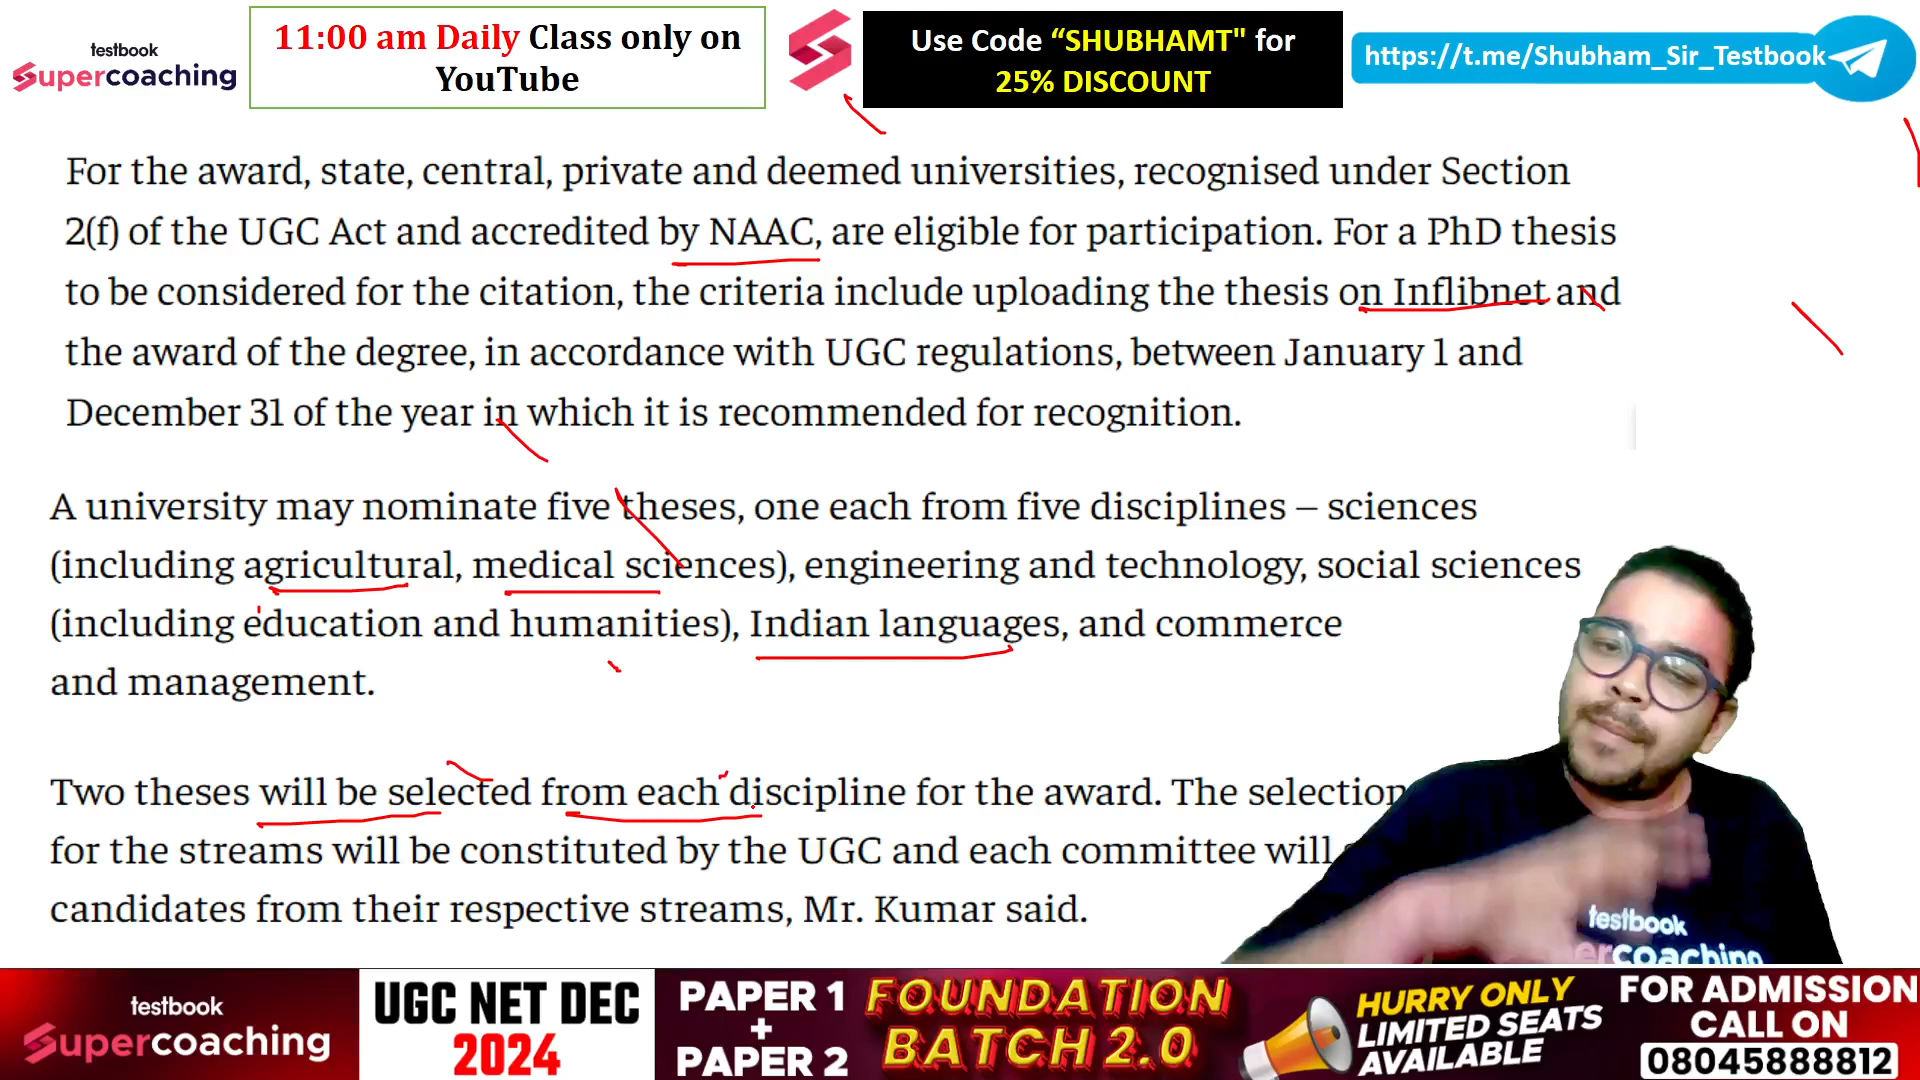 testbook
Supercoaching
11:00 am Daily Class only on
YouTube
Use Code “SHUBHAMT" for
25% DISCOUNT
https://t.me/Shubham_Sir_Testbook
For the award, state, central, private and deemed universities, recognised under Section
2(f) of the UGC Act and accredited by NAAC, are eligible for participation. For a PhD thesis
to be considered for the citation, the criteria include uploading the thesis on Inflibnet and
the award of the degree, in accordance with UGC regulations, between January 1 and
December 31 of the year in which it is recommended for recognition.
A university may nominate five theses, one each from five disciplines – sciences
(including agricultural, medical sciences), engineering and technology, social sciences
(including education and humanities), Indian languages, and commerce
and management.
Two theses will be selected from each discipline for the award. The selection
for the streams will be constituted by the UGC and each committee will
candidates from their respective streams, Mr. Kumar said.
testbook
ercoaching
testbook
Supercoaching
UGC NET DEC
2024
PAPER 1
+
PAPER 2
FOUNDATION
BATCH 2.0
HURRY ONLY
LIMITED SEATS
AVAILABLE
FOR ADMISSION
CALL ON
08045888812